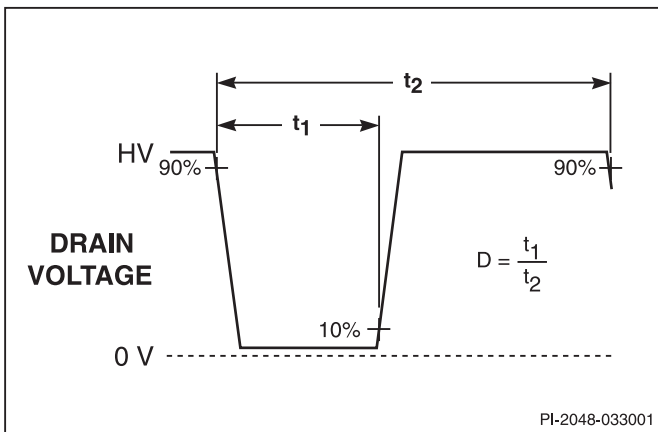 t2
t1
HV
90%
90%
DRAIN
VOLTAGE
D = t1/t2
10%
0 V
PI-2048-033001